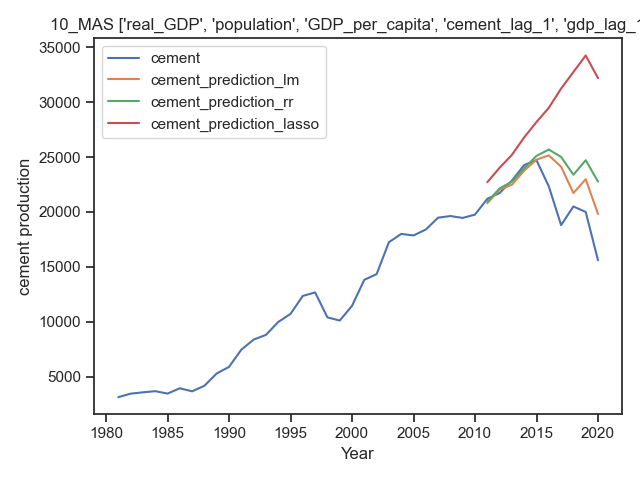 10_MAS ['real_GDP', 'population', 'GDP_per_capita', 'cement_lag_1', 'gdp_lag_1
35000
30000
25000
20000
15000
10000
5000
cement production
cement
cement_prediction_lm
cement_prediction_rr
cement_prediction_lasso
1980
1985
1990
1995
2000
2005
2010
2015
2020
Year